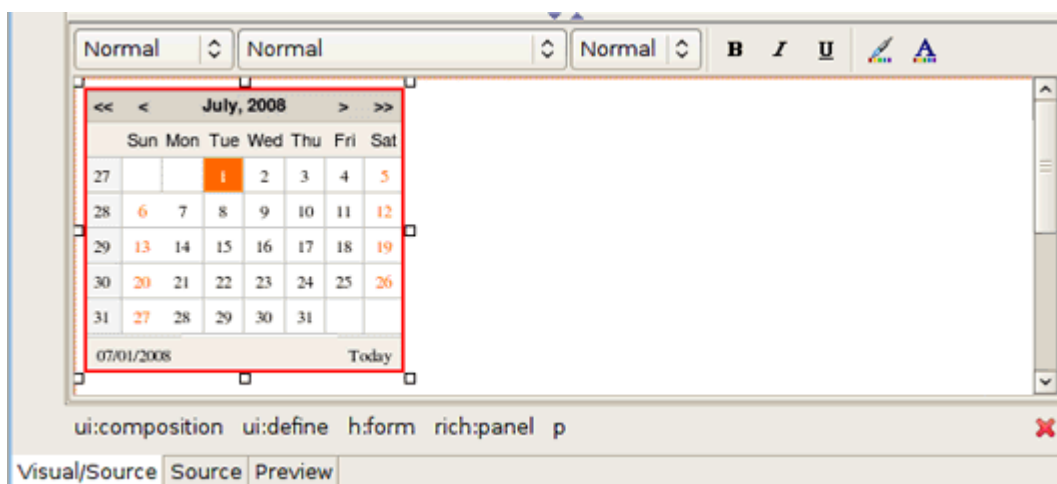 Normal Normal Normal B I U A
<< < July, 2008 > >>
Sun Mon Tue Wed Thu Fri Sat
27 1 2 3 4 5
28 6 7 8 9 10 11 12
29 13 14 15 16 17 18 19
30 20 21 22 23 24 25 26
31 27 28 29 30 31
07/01/2008 Today
ui:composition ui:define h:form rich:panel p
Visual/Source Source Preview